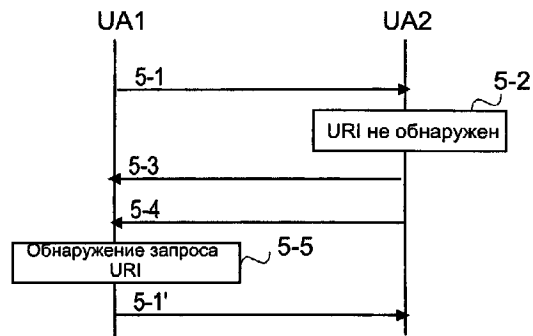 UA1 UA2
5-1
5-2
URI не обнаружен
5-3
5-4
Обнаружение запроса
URI
5-5
5-1'